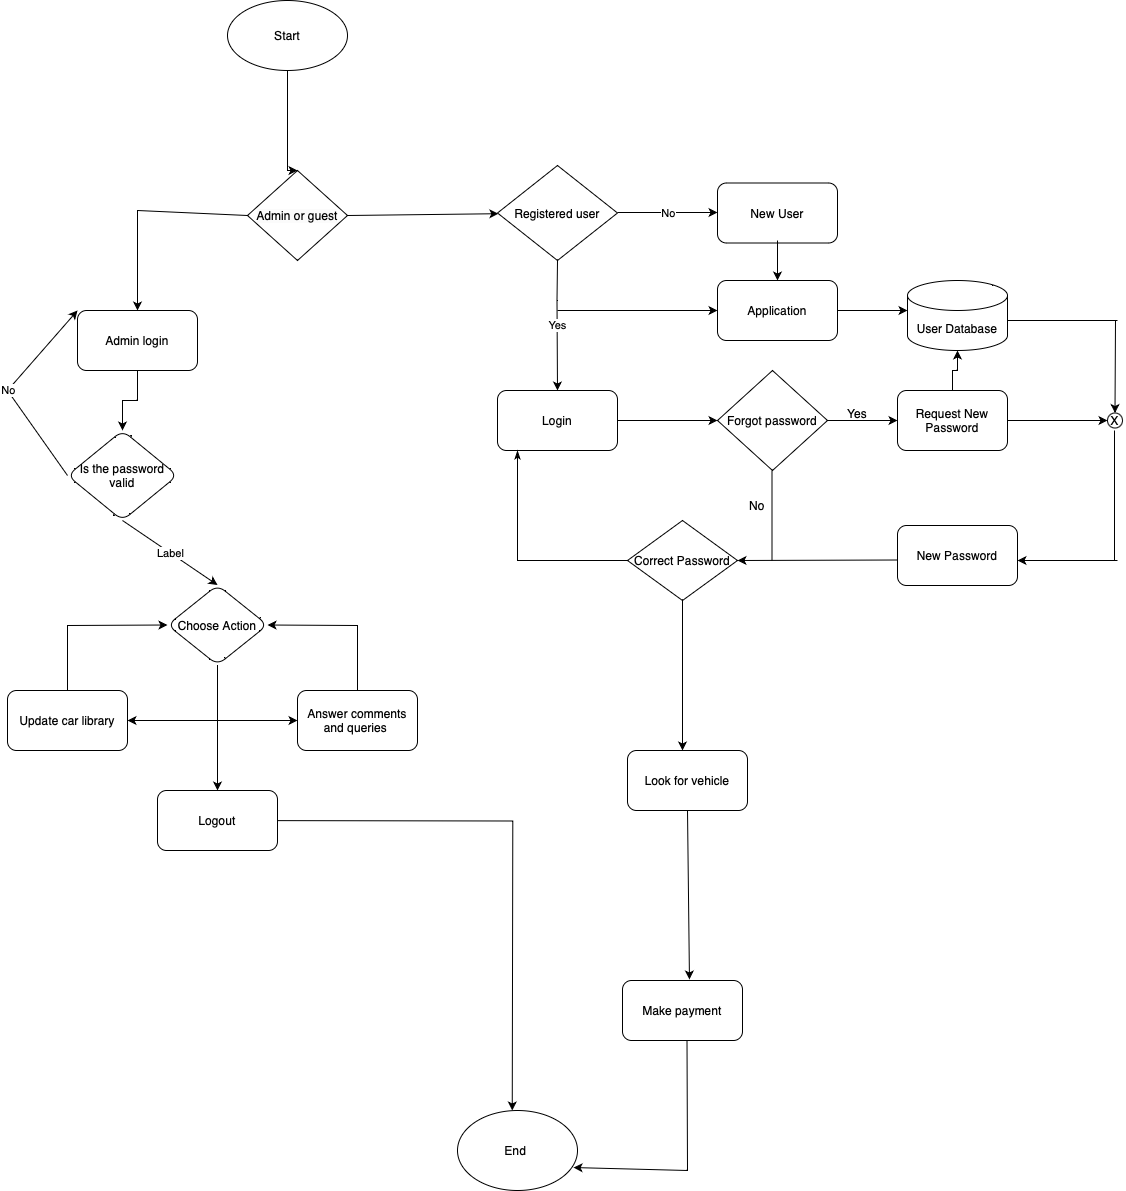 Start
Admin or guest
Registered user
No
New User
Application
User Database
Yes
Admin login
No
Login
Forgot password
Yes
Request New
Password
X
Is the password
valid
No
Label
Correct Password
New Password
Choose Action
Update car library
Answer comments
and queries
Look for vehicle
Logout
Make payment
End